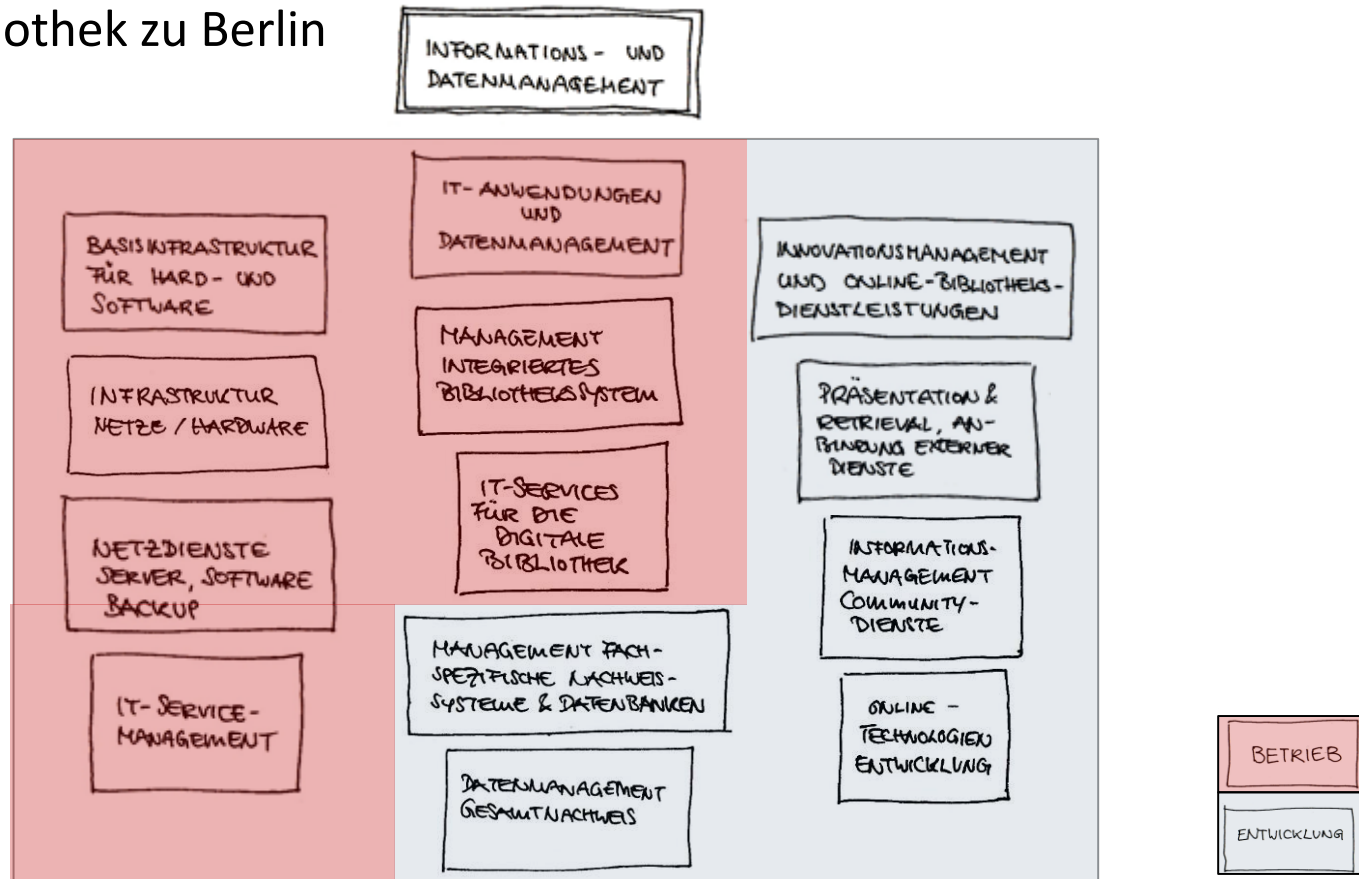 othek zu Berlin
INFORMATIONS- UND
DATENMANAGEMENT
BASISINFRASTRUKTUR
FÜR HARD- UND
SOFTWARE
INFRASTRUKTUR
NETZE / HARDWARE
NETZDIENSTE
SERVER, SOFTWARE
BACKUP
IT-SERVICE-
MANAGEMENT
IT-ANWENDUNGEN
UND
DATENMANAGEMENT
MANAGEMENT
INTEGRIERTES
BIBLIOTHEKSSYSTEM
IT-SERVICES
FÜR DIE
DIGITALE
BIBLIOTHEK
MANAGEMENT FACH-
SPEZIFISCHE NACHWEIS-
SYSTEME & DATENBANKEN
DATENMANAGEMENT
GESAMTNACHWEIS
INNOVATIONSMANAGEMENT
UND ONLINE-BIBLIOTHEKS-
DIENSTLEISTUNGEN
PRÄSENTATION &
RETRIEVAL, AN-
BINDUNG EXTERNER
DIENSTE
INFORMATIONS-
MANAGEMENT
COMMUNITY-
DIENSTE
ONLINE-
TECHNOLOGIEN
ENTWICKLUNG
BETRIEB
ENTWICKLUNG